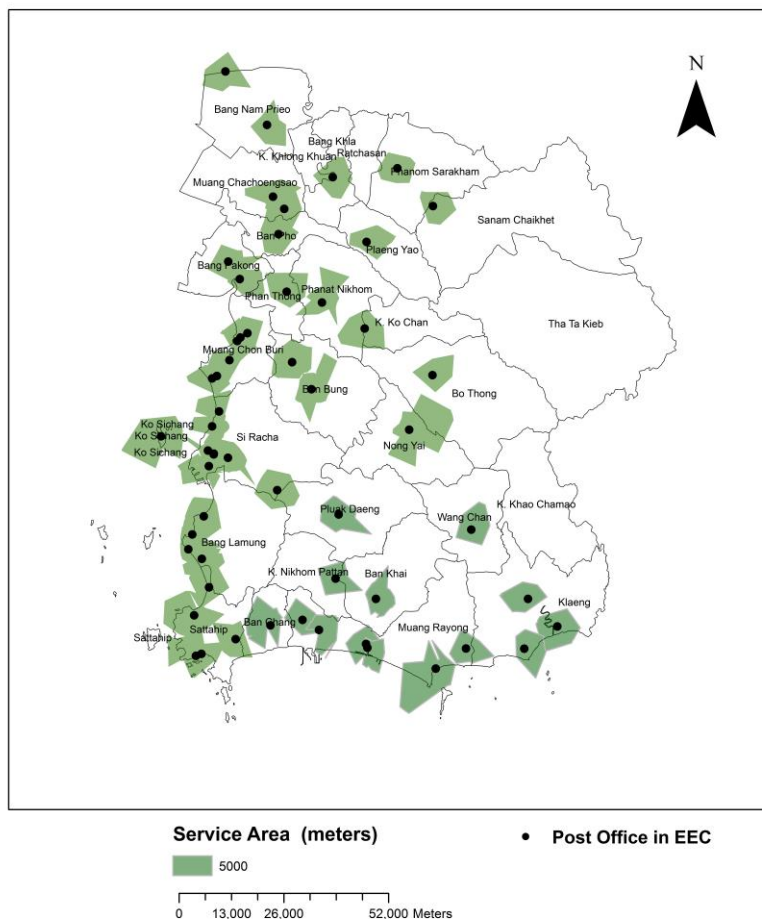 N
Bang Nam Prieo
Bang Khla
K. Khlong Khuan
Ratchasan
Phanom Sarakham
Muang Chachoengsao
Sanam Chaikhet
Ban Pho
Plaeng Yao
Bang Pakong
Phan Thong
Phanat Nikhom
K. Ko Chan
Tha Ta Kieb
Muang Chon Buri
Ban Bung
Bo Thong
Ko Sichang
Ko Sichang
Ko Sichang
Si Racha
Nong Yai
K. Khao Chamao
Pluak Daeng
Wang Chan
Bang Lamung
K. Nikhom Pattan
Ban Khai
Klaeng
Sattahip
Sattahip
Ban Chang
Muang Rayong
Service Area (meters)
Post Office in EEC
5000
0 13,000 26,000 52,000 Meters